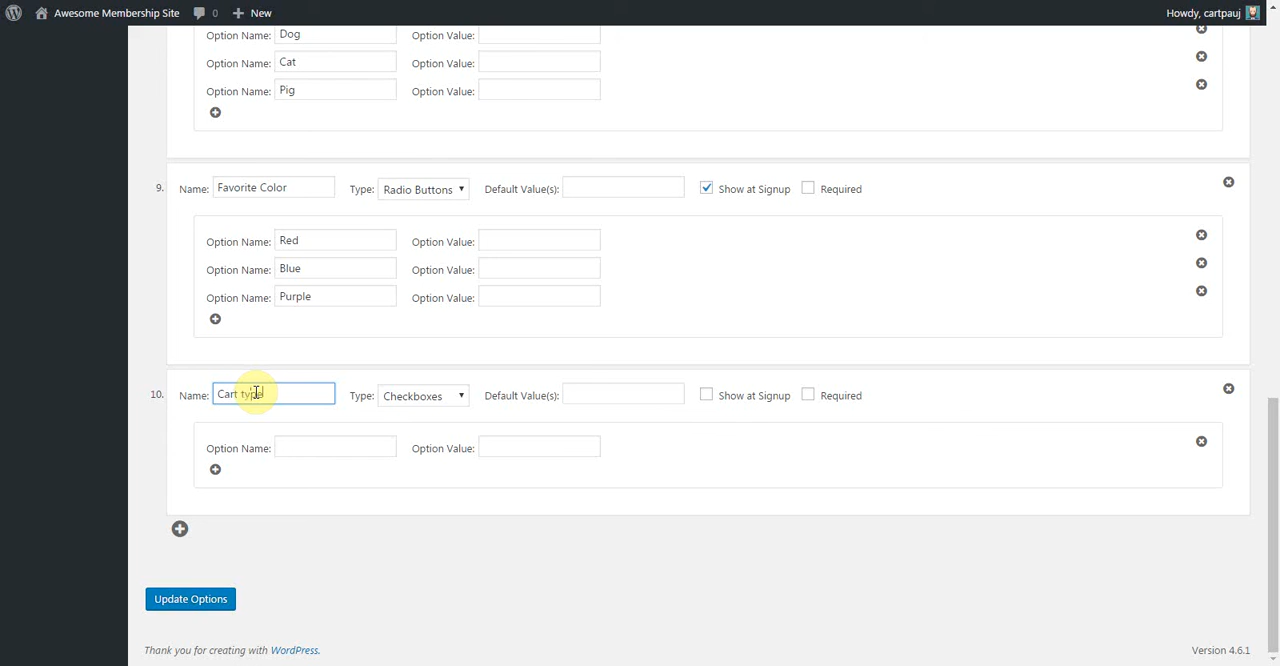 Awesome Membership Site 0 New Howdy, cartpauj
Option Name: Dog Option Value:
Option Name: Cat Option Value:
Option Name: Pig Option Value:
9. Name: Favorite Color Type: Radio Buttons Default Value(s): Show at Signup Required
Option Name: Red Option Value:
Option Name: Blue Option Value:
Option Name: Purple Option Value:
10. Name: Cart type Type: Checkboxes Default Value(s): Show at Signup Required
Option Name: Option Value:
Update Options
Thank you for creating with WordPress. Version 4.6.1